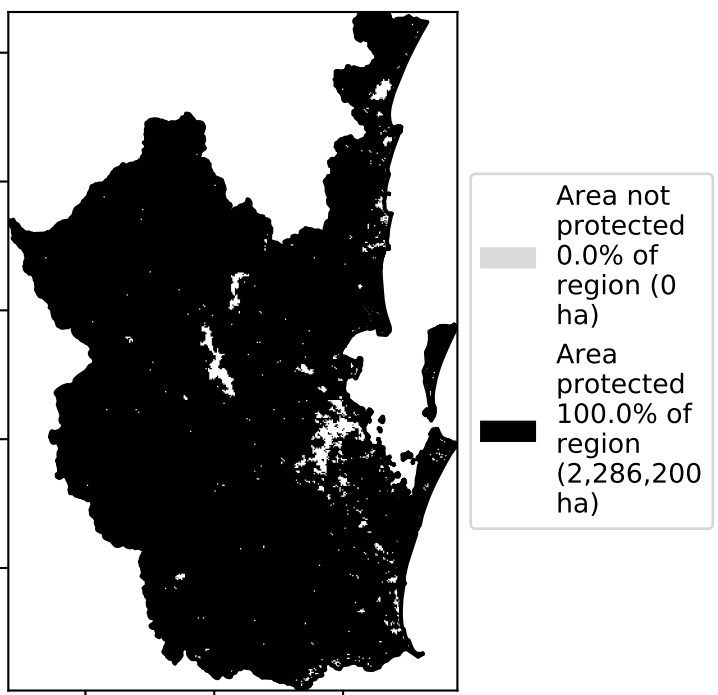 Area not
protected
0.0% of
region (0
ha)
Area
protected
100.0% of
region
(2,286,200
ha)